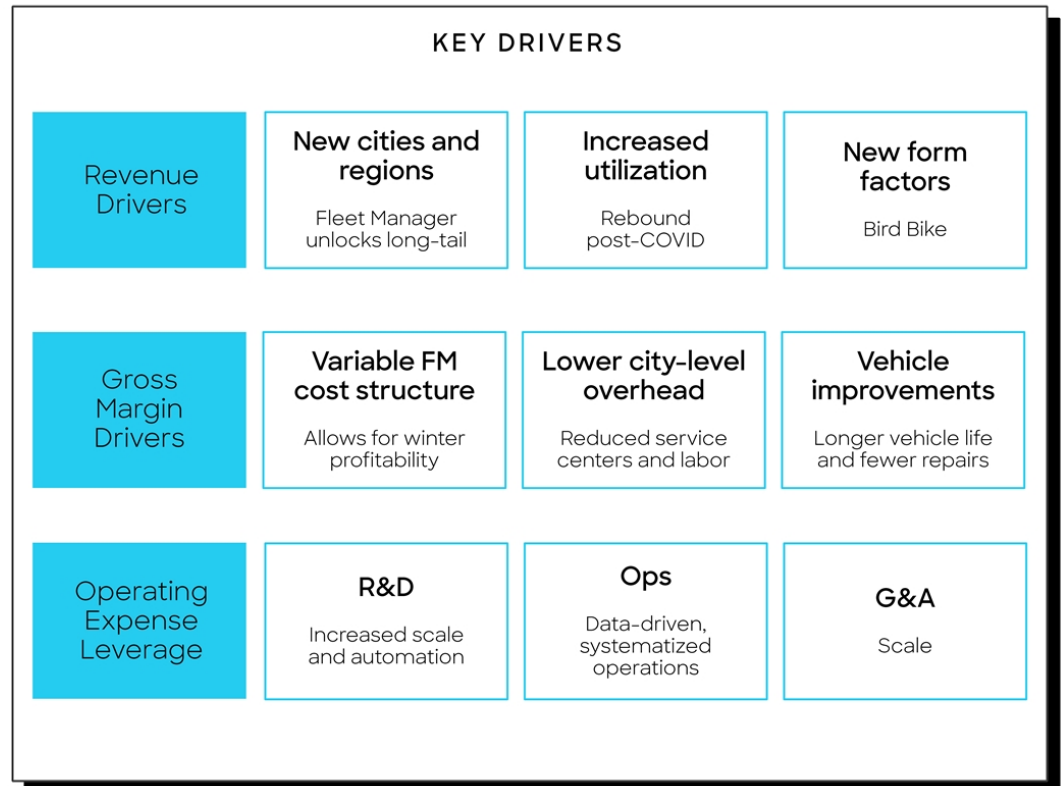 KEY DRIVERS
Revenue
Drivers
New cities and
regions
Fleet Manager
unlocks long-tail
Increased
utilization
Rebound
post-COVID
New form
factors
Bird Bike
Gross
Margin
Drivers
Variable FM
cost structure
Allows for winter
profitability
Lower city-level
overhead
Reduced service
centers and labor
Vehicle
improvements
Longer vehicle life
and fewer repairs
Operating
Expense
Leverage
R&D
Increased scale
and automation
Ops
Data-driven,
systematized
operations
G&A
Scale